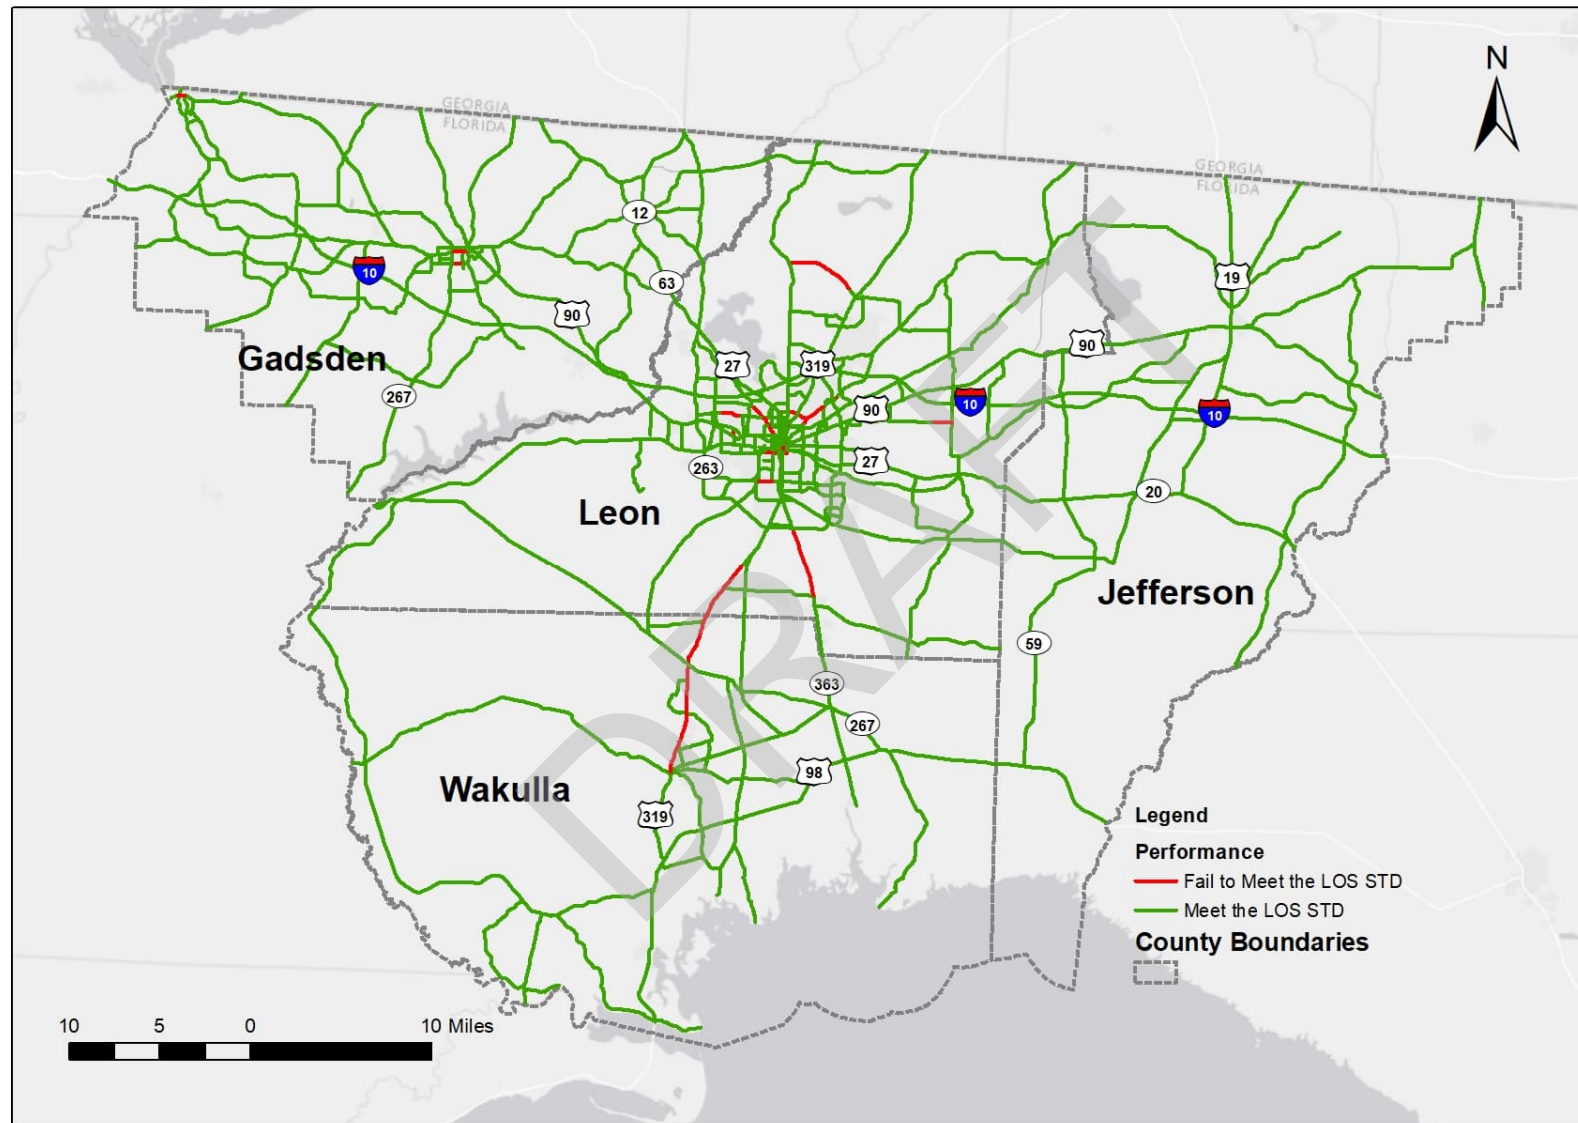 N
GEORGIA
FLORIDA
GEORGIA
FLORIDA
12
19
10
63
90
90
Gadsden
27
319
267
10
90
10
27
263
20
Leon
Jefferson
59
363
267
98
Wakulla
319
DRAFT
Legend
Performance
Fail to Meet the LOS STD
Meet the LOS STD
County Boundaries
10 5 0 10 Miles